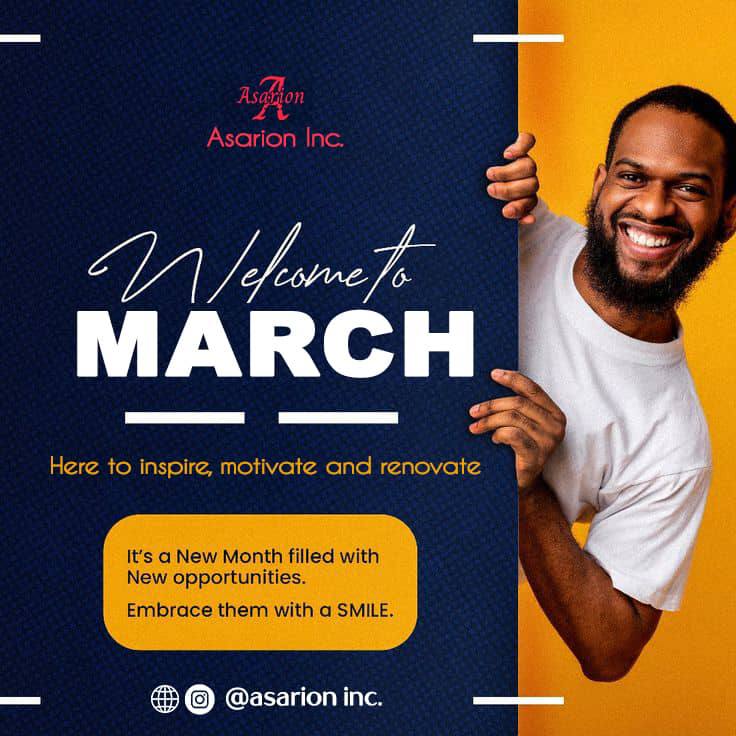 Asarion
A
Asarion Inc.
Welcome to
MARCH
Here to inspire, motivate and renovate
It's a New Month filled with
New opportunities.
Embrace them with a SMILE.
@asarion inc.